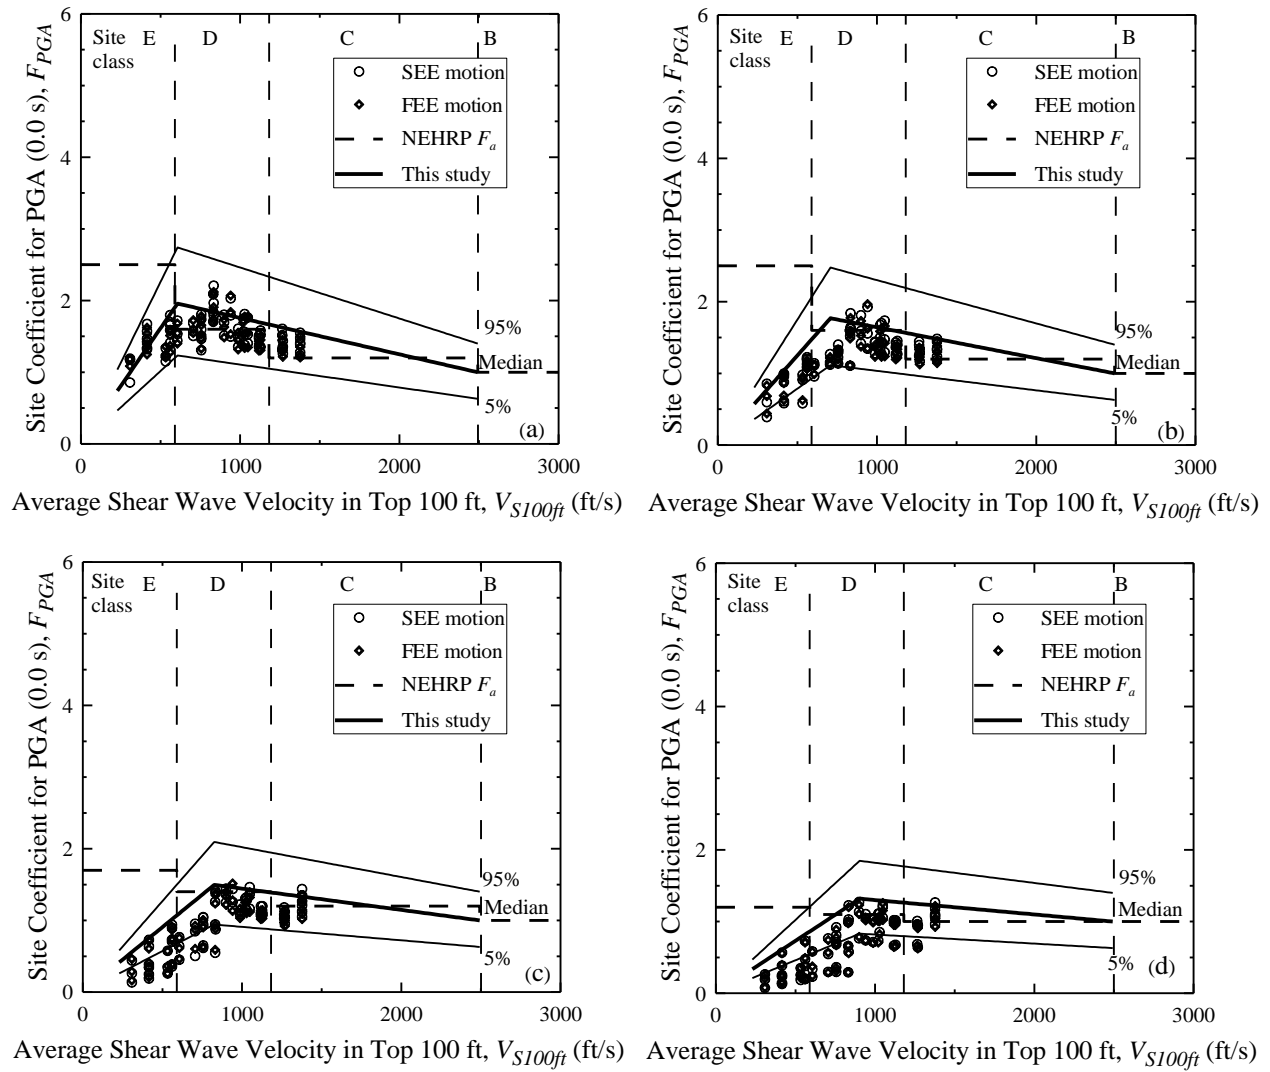 Site Coefficient for PGA (0.0 s), F_PGA
6
4
2
0
Site class
E
D
C
B
SEE motion
FEE motion
NEHRP F_a
This study
95%
Median
5%
(a)
0 1000 2000 3000
Average Shear Wave Velocity in Top 100 ft, V_S100ft (ft/s)
Site Coefficient for PGA (0.0 s), F_PGA
6
4
2
0
Site class
E
D
C
B
SEE motion
FEE motion
NEHRP F_a
This study
95%
Median
5%
(b)
0 1000 2000 3000
Average Shear Wave Velocity in Top 100 ft, V_S100ft (ft/s)
Site Coefficient for PGA (0.0 s), F_PGA
6
4
2
0
Site class
E
D
C
B
SEE motion
FEE motion
NEHRP F_a
This study
95%
Median
5%
(c)
0 1000 2000 3000
Average Shear Wave Velocity in Top 100 ft, V_S100ft (ft/s)
Site Coefficient for PGA (0.0 s), F_PGA
6
4
2
0
Site class
E
D
C
B
SEE motion
FEE motion
NEHRP F_a
This study
95%
Median
5%
(d)
0 1000 2000 3000
Average Shear Wave Velocity in Top 100 ft, V_S100ft (ft/s)